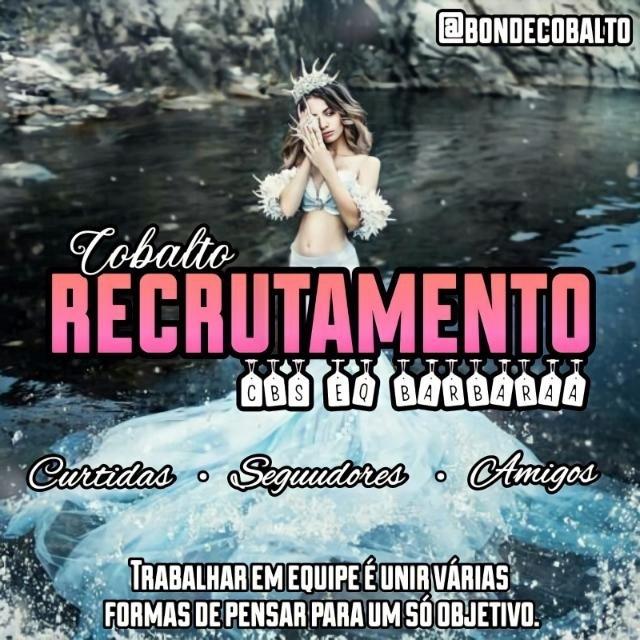 @BONDECOBALTO
Cobalto
RECRUTAMENTO
CBS EQ BARBARAA
Curtidas • Seguudores • Amigos
TRABALHAR EM EQUIPE É UNIR VÁRIAS
FORMAS DE PENSAR PARA UM SÓ OBJETIVO.